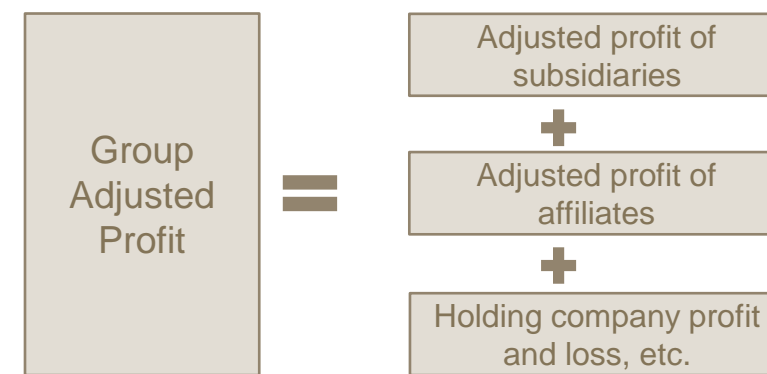 Group
Adjusted
Profit
=
Adjusted profit of
subsidiaries
+
Adjusted profit of
affiliates
+
Holding company profit
and loss, etc.